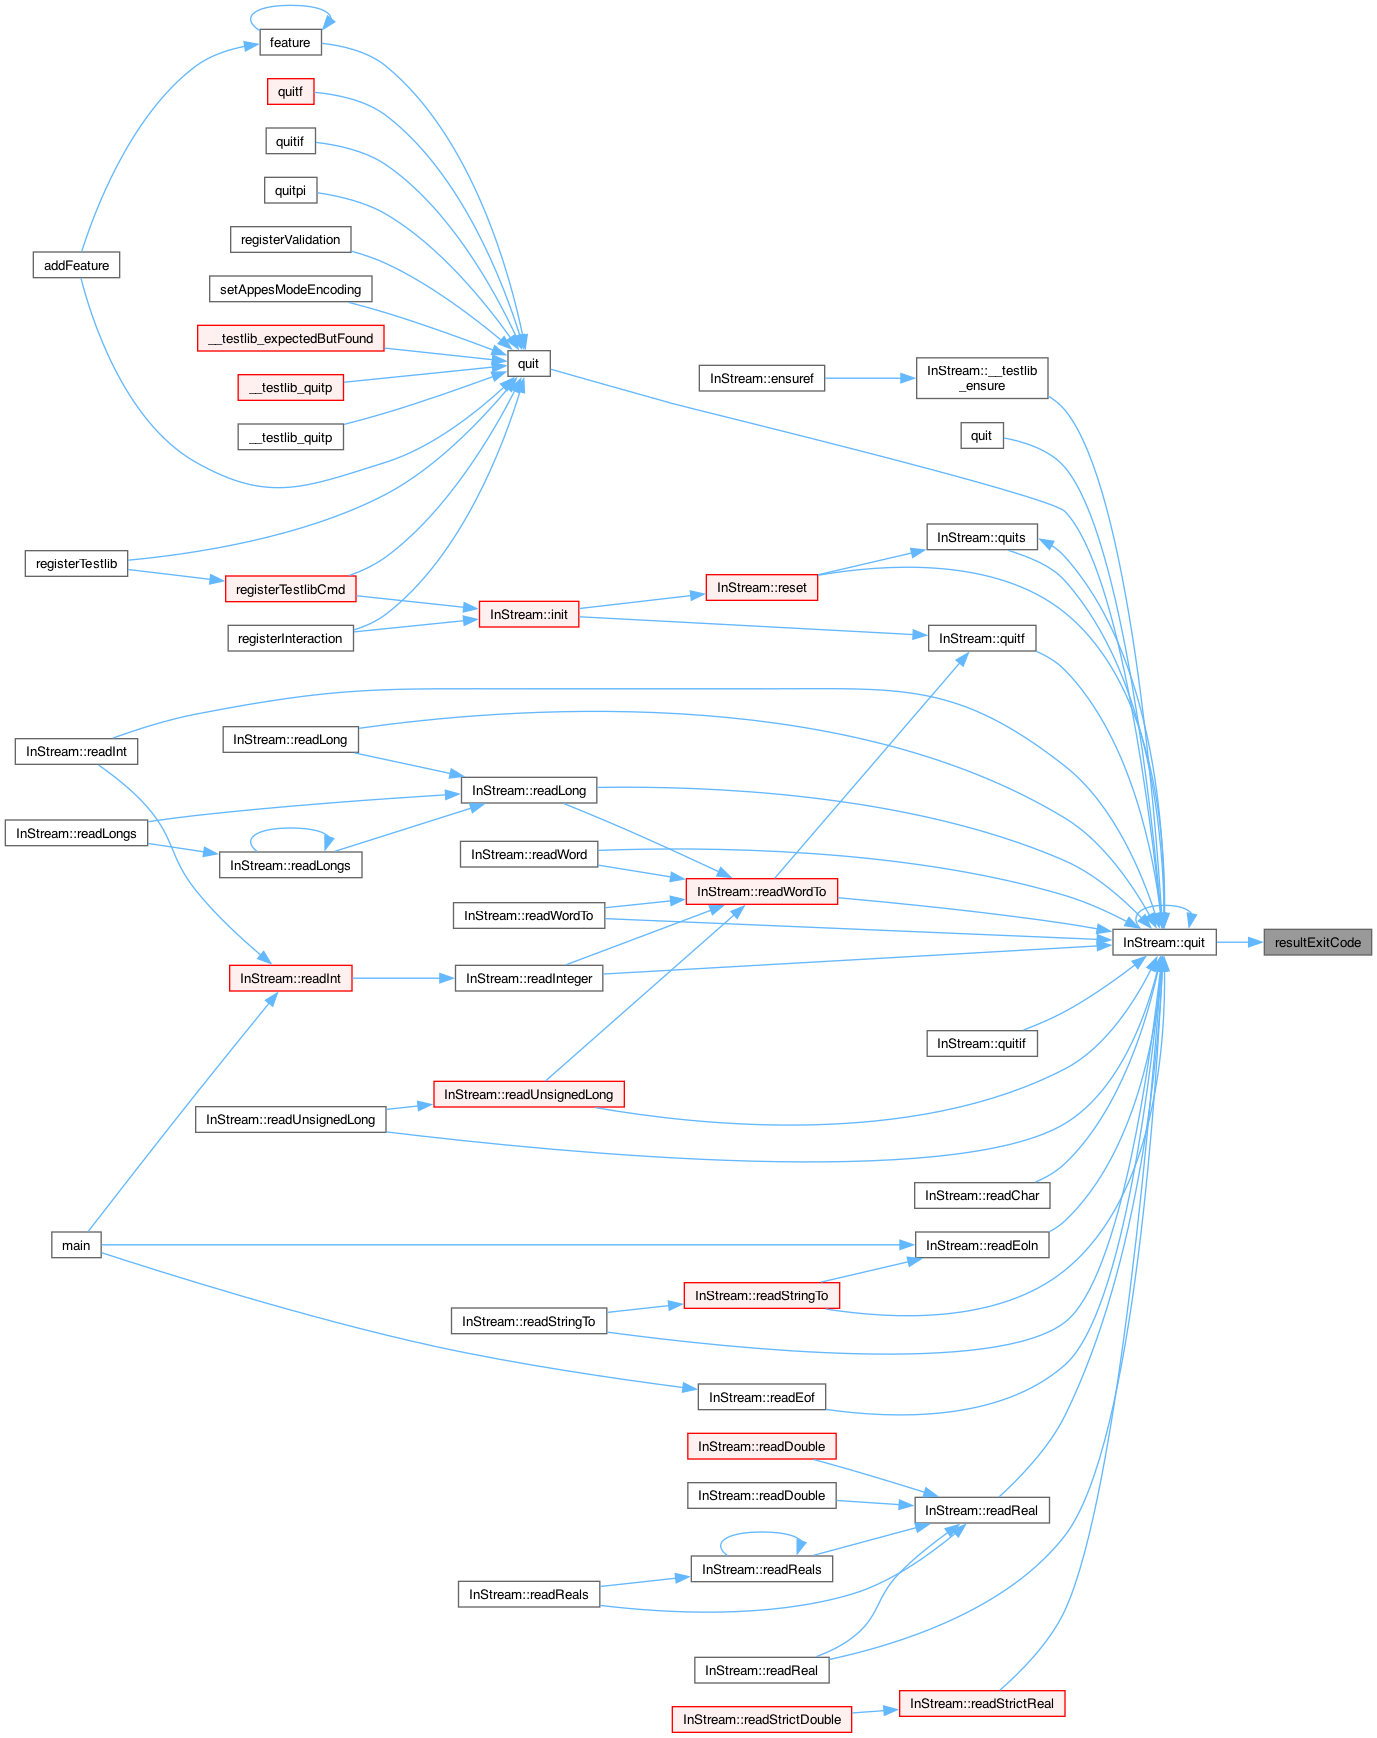 feature
quitf
quitif
quitpi
registerValidation
addFeature
setAppesModeEncoding
__testlib_expectedButFound
quit
InStream::ensuref
InStream::__testlib
_ensure
__testlib_quitp
__testlib_quitp
quit
InStream::quits
registerTestlib
registerTestlibCmd
InStream::reset
InStream::init
registerInteraction
InStream::quitf
InStream::readInt
InStream::readLong
InStream::readLong
InStream::readLongs
InStream::readLongs
InStream::readWord
InStream::readWordTo
InStream::readWordTo
InStream::quit
resultExitCode
InStream::readInt
InStream::readInteger
InStream::quitif
InStream::readUnsignedLong
InStream::readUnsignedLong
InStream::readChar
main
InStream::readEoln
InStream::readStringTo
InStream::readStringTo
InStream::readEof
InStream::readDouble
InStream::readDouble
InStream::readReal
InStream::readReals
InStream::readReals
InStream::readReal
InStream::readStrictReal
InStream::readStrictDouble